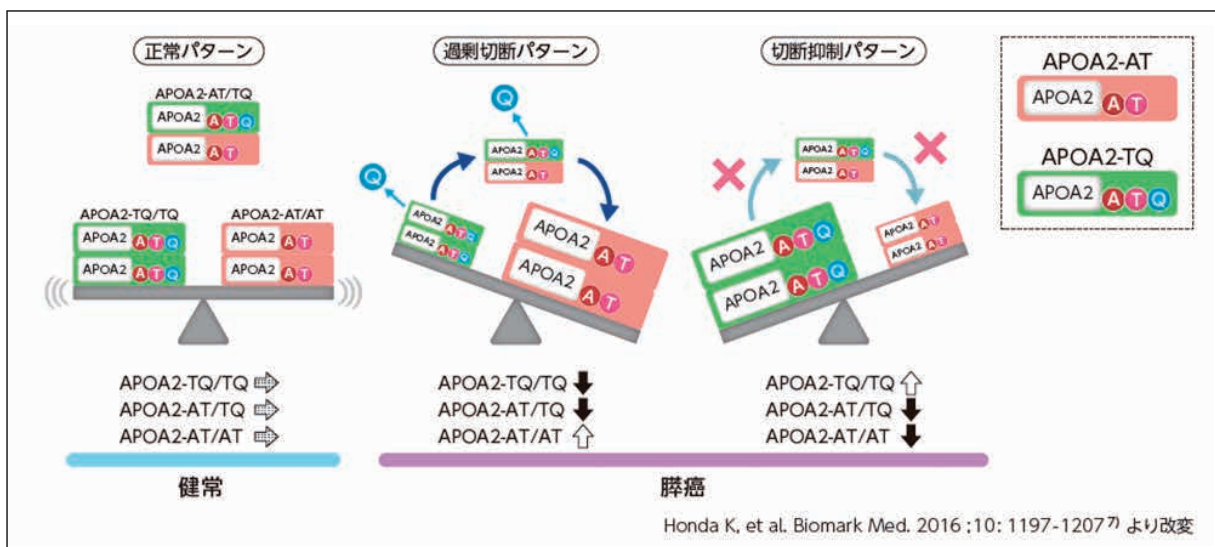 正常パターン
APOA2-AT/TQ
APOA2 A T Q
APOA2 A T
APOA2-TQ/TQ
APOA2 A T Q
APOA2 A T Q
APOA2-AT/AT
APOA2 A T
APOA2 A T
APOA2-TQ/TQ
APOA2-AT/TQ
APOA2-AT/AT
健常
過剰切断パターン
Q
Q
APOA2 A T Q
APOA2 A T
APOA2 A T Q
APOA2 A T Q
APOA2 A T
APOA2 A T
APOA2-TQ/TQ
APOA2-AT/TQ
APOA2-AT/AT
切断抑制パターン
APOA2 A T Q
APOA2 A T
APOA2 A T Q
APOA2 A T Q
APOA2 A T
APOA2 A T
APOA2-TQ/TQ
APOA2-AT/TQ
APOA2-AT/AT
膵癌
APOA2-AT
APOA2 A T
APOA2-TQ
APOA2 A T Q
Honda K, et al. Biomark Med. 2016 ;10: 1197-1207⁷⁾ より改変